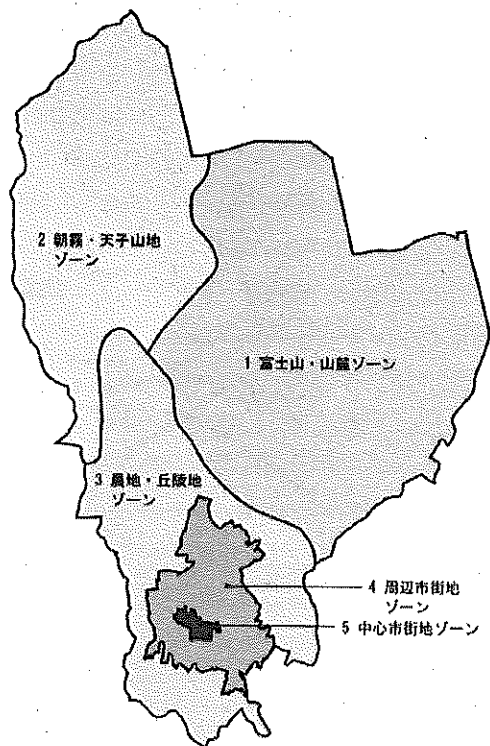 2 朝霧・天子山地
ゾーン
1 富士山・山麓ゾーン
3 農地・丘陵地
ゾーン
4 周辺市街地
ゾーン
5 中心市街地ゾーン